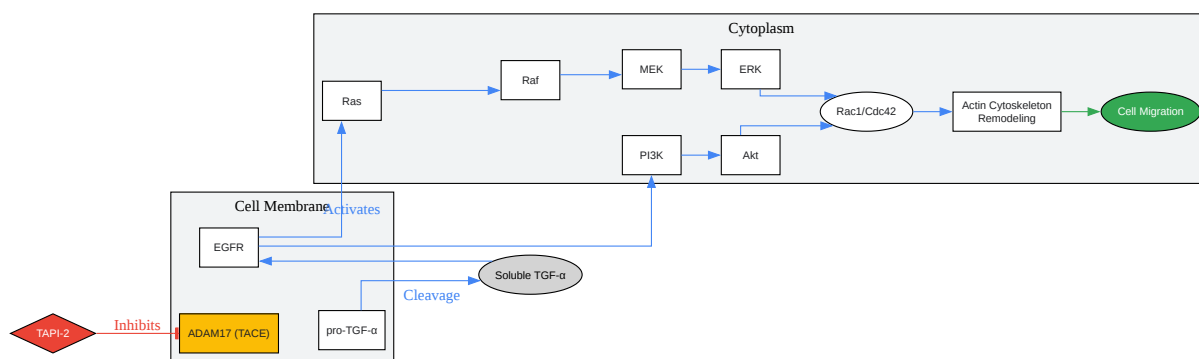 Cytoplasm
MEK
ERK
Raf
Ras
Rac1/Cdc42
Actin Cytoskeleton
Remodeling
Cell Migration
PI3K
Akt
Cell Membrane
Activates
EGFR
Soluble TGF-α
Cleavage
TAPI-2
Inhibits
ADAM17 (TACE)
pro-TGF-α